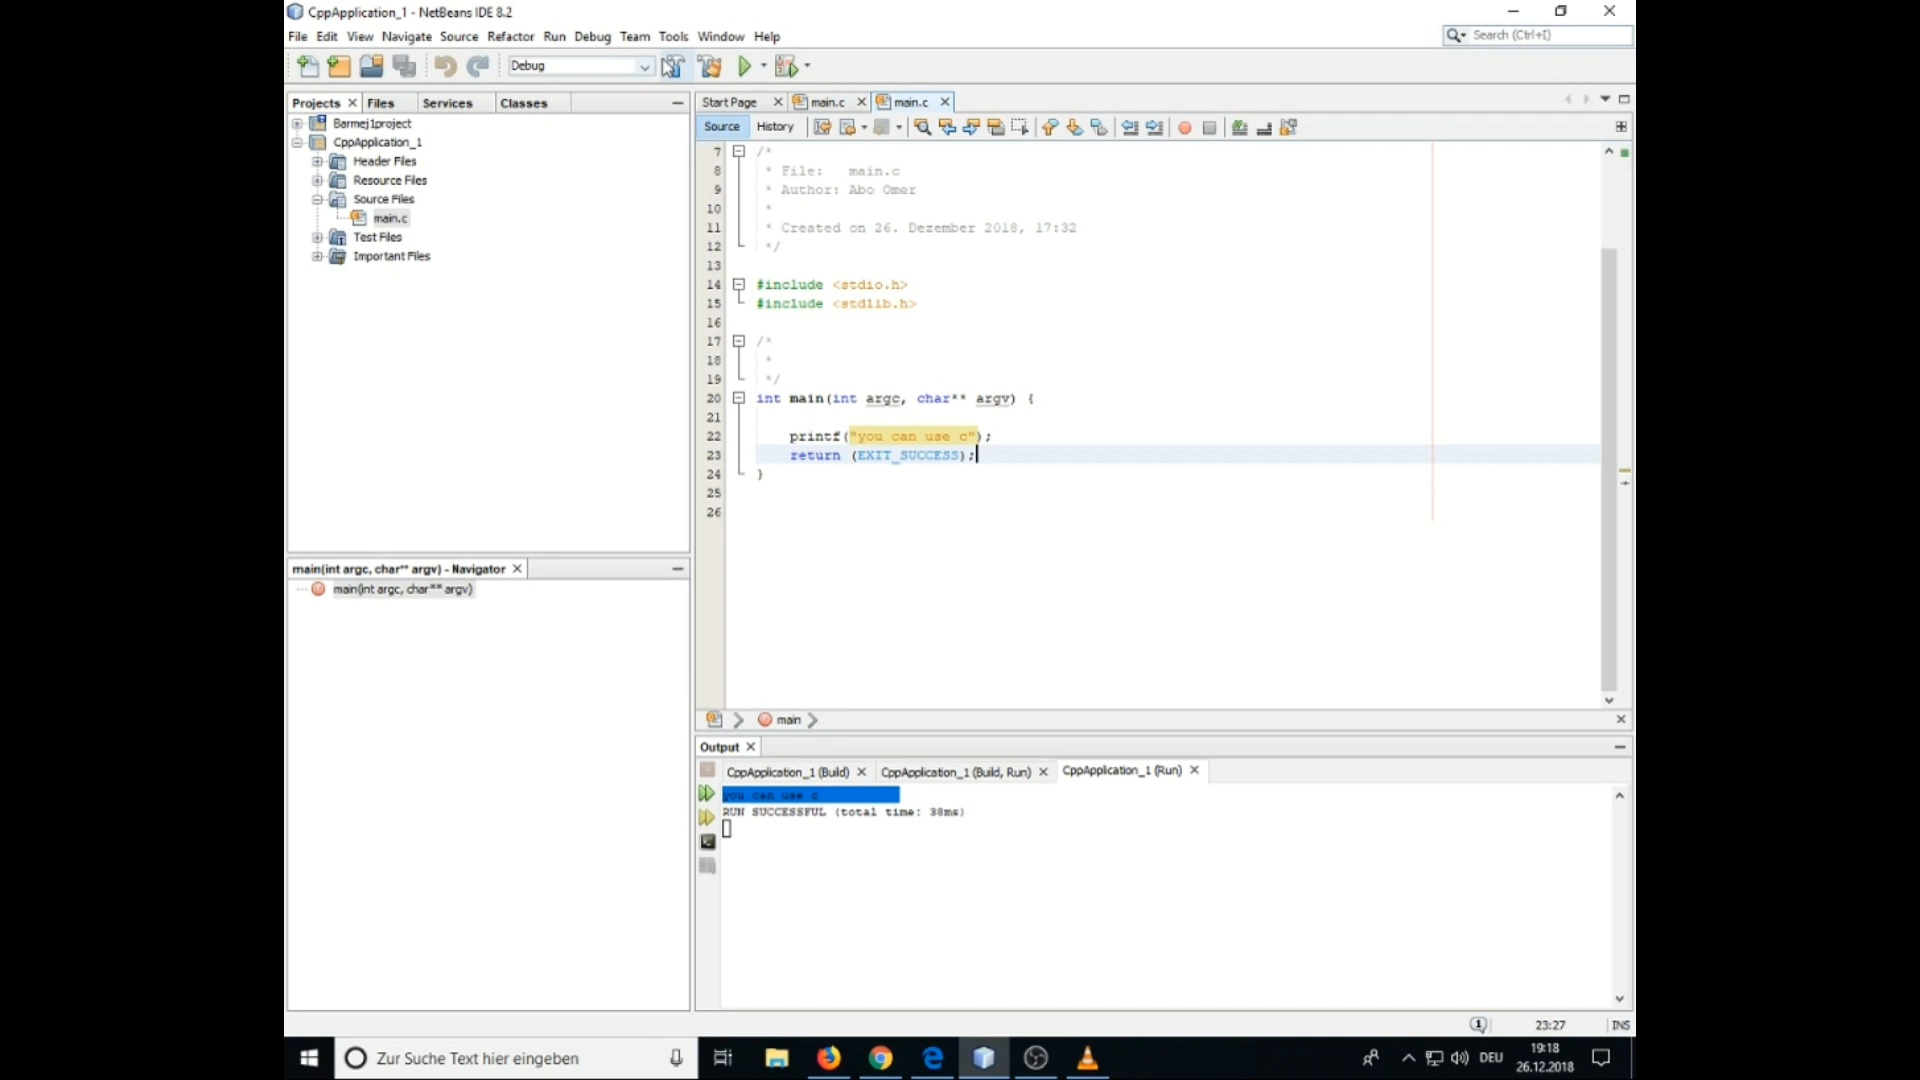 CppApplication_1 - NetBeans IDE 8.2
File Edit View Navigate Source Refactor Run Debug Team Tools Window Help
Search (Ctrl+I)
Debug
Projects Files Services Classes
Barmej1project
CppApplication_1
Header Files
Resource Files
Source Files
main.c
Test Files
Important Files
main(int argc, char** argv) - Navigator
main(int argc, char** argv)
Start Page main.c main.c
Source History
7 /*
8 * File: main.c
9 * Author: Abo Omer
10 *
11 * Created on 26. Dezember 2018, 17:32
12 */
13
14 #include <stdio.h>
15 #include <stdlib.h>
16
17 /*
18 *
19 */
20 int main(int argc, char** argv) {
21
22 printf("you can use c");
23 return (EXIT_SUCCESS);
24 }
25
26
main
Output
CppApplication_1 (Build) CppApplication_1 (Build, Run) CppApplication_1 (Run)
you can use c
RUN SUCCESSFUL (total time: 38ms)
1 23:27 INS
Zur Suche Text hier eingeben
DEU
19:18
26.12.2018